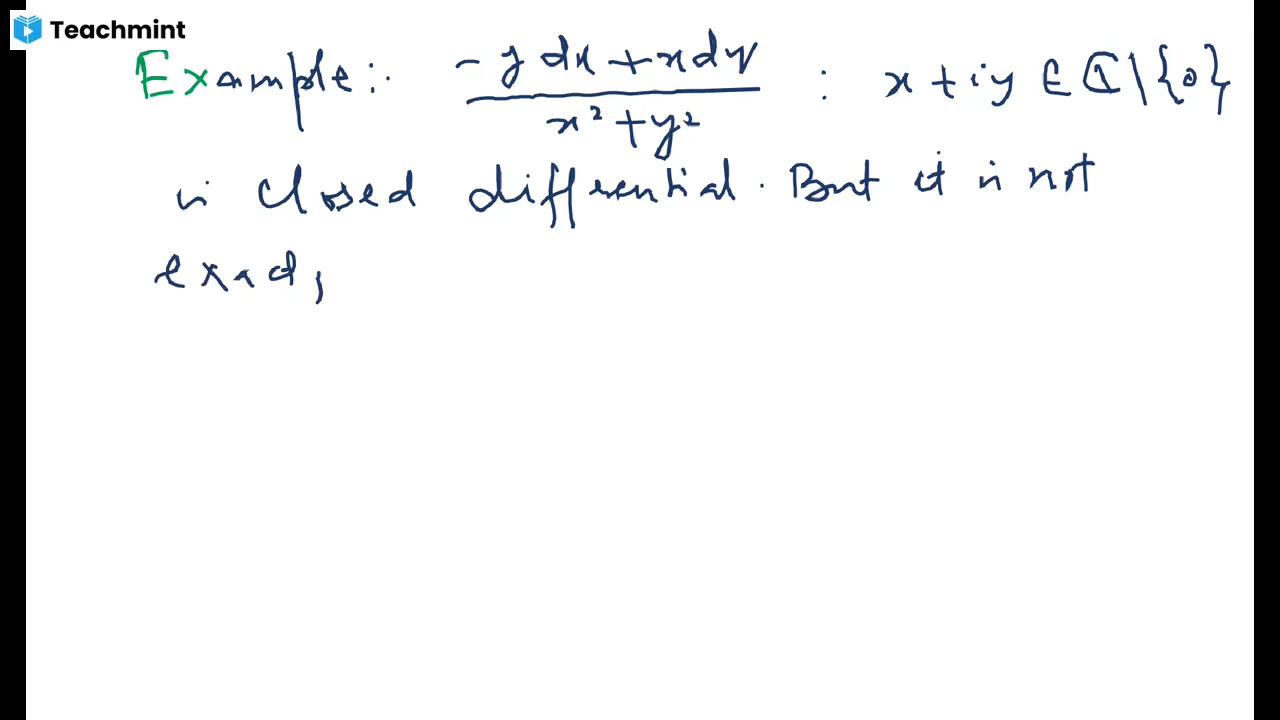 Teachmint
Example: (-y dx + x dy)/(x² + y²) : x + iy ∈ ℂ \ {0}
is closed differential. But it is not
exact,